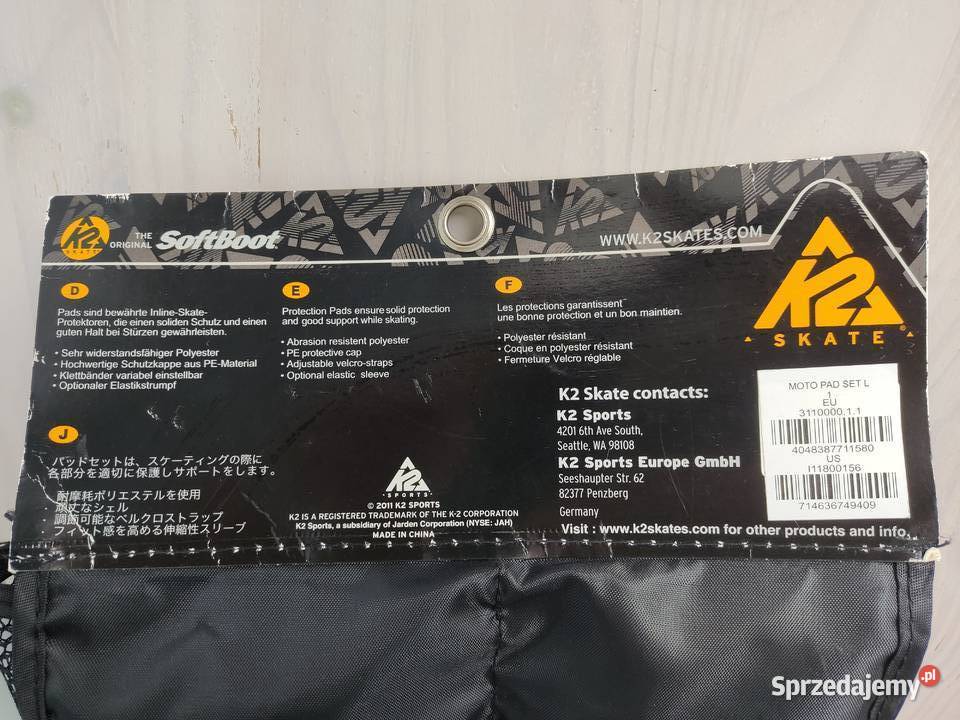 K2
SKATE
THE
ORIGINAL SoftBoot
WWW.K2SKATES.COM
D
Pads sind bewährte Inline-Skate-
Protektoren, die einen soliden Schutz und einen
guten Halt bei Stürzen gewährleisten.
• Sehr widerstandsfähiger Polyester
• Hochwertige Schutzkappe aus PE-Material
• Klettbänder variabel einstellbar
• Optionaler Elastikstrumpf
E
Protection Pads ensure solid protection
and good support while skating.
• Abrasion resistent polyester
• PE protective cap
• Adjustable velcro-straps
• Optional elastic sleeve
F
Les protections garantissent
une bonne protection et un bon maintien.
• Polyester résistant
• Coque en polyester résistant
• Fermeture Velcro réglable
K2
SKATE®
J
パッドセットは、スケーティングの際に
各部分を適切に保護しサポートをします。
耐摩耗ポリエステルを使用
頑丈なシェル
調節可能なベルクロストラップ
フィット感を高める伸縮性スリーブ
K2
SPORTS
© 2011 K2 SPORTS
K2 IS A REGISTERED TRADEMARK OF THE K-2 CORPORATION
K2 Sports, a subsidiary of Jarden Corporation (NYSE: JAH)
MADE IN CHINA
K2 Skate contacts:
K2 Sports
4201 6th Ave South,
Seattle, WA 98108
K2 Sports Europe GmbH
Seeshaupter Str. 62
82377 Penzberg
Germany
Visit : www.k2skates.com for other products and info.
MOTO PAD SET L
1
EU
3110000.1.1
4048387711580
US
I11800156
714636749409
Sprzedajemy.pl